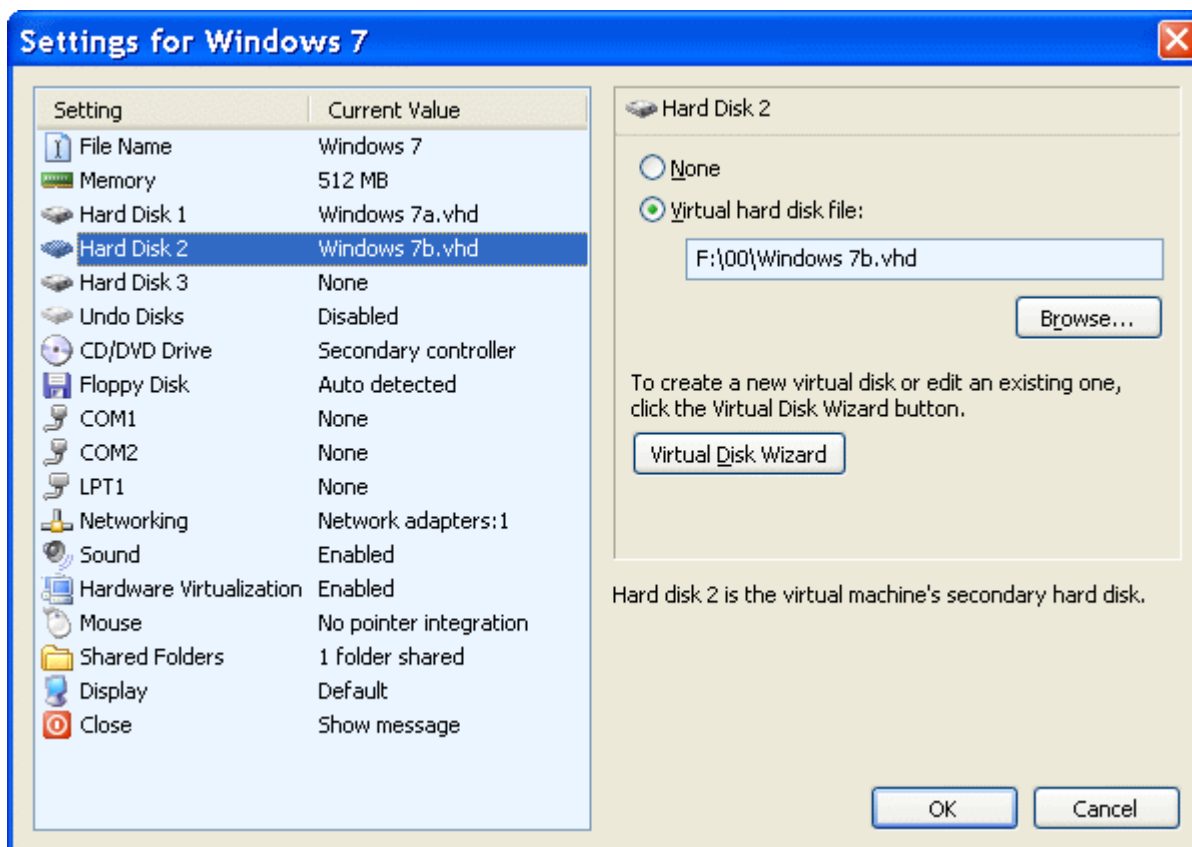 Settings for Windows 7
Setting Current Value
File Name Windows 7
Memory 512 MB
Hard Disk 1 Windows 7a.vhd
Hard Disk 2 Windows 7b.vhd
Hard Disk 3 None
Undo Disks Disabled
CD/DVD Drive Secondary controller
Floppy Disk Auto detected
COM1 None
COM2 None
LPT1 None
Networking Network adapters:1
Sound Enabled
Hardware Virtualization Enabled
Mouse No pointer integration
Shared Folders 1 folder shared
Display Default
Close Show message
Hard Disk 2
None
Virtual hard disk file:
F:\00\Windows 7b.vhd
Browse...
To create a new virtual disk or edit an existing one,
click the Virtual Disk Wizard button.
Virtual Disk Wizard
Hard disk 2 is the virtual machine's secondary hard disk.
OK Cancel